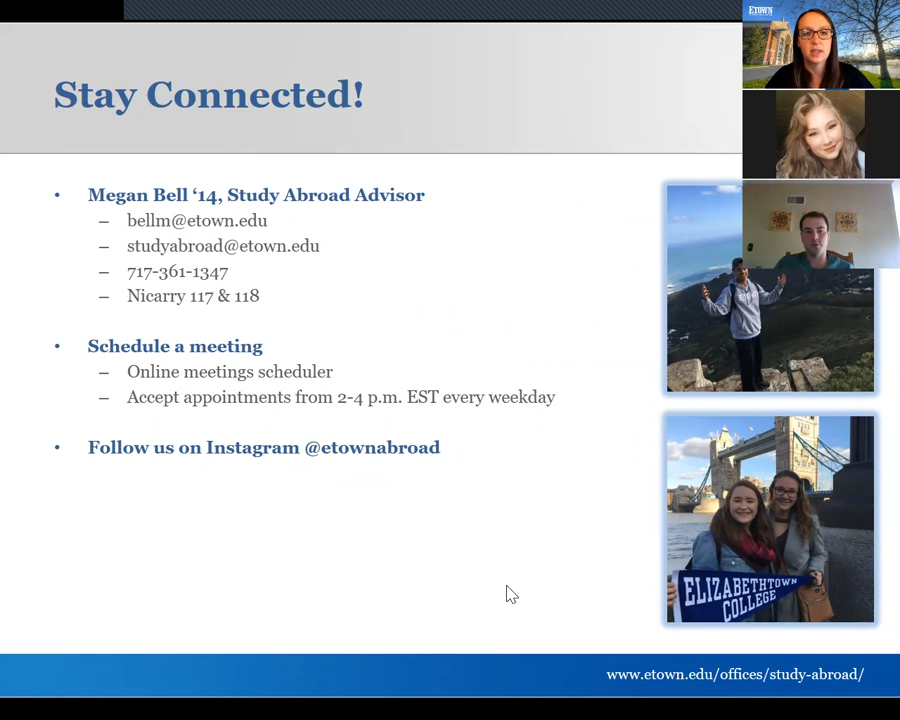 Stay Connected!
ETOWN
• Megan Bell ‘14, Study Abroad Advisor
– bellm@etown.edu
– studyabroad@etown.edu
– 717-361-1347
– Nicarry 117 & 118
• Schedule a meeting
– Online meetings scheduler
– Accept appointments from 2-4 p.m. EST every weekday
• Follow us on Instagram @etownabroad
ELIZABETHTOWN
COLLEGE
www.etown.edu/offices/study-abroad/